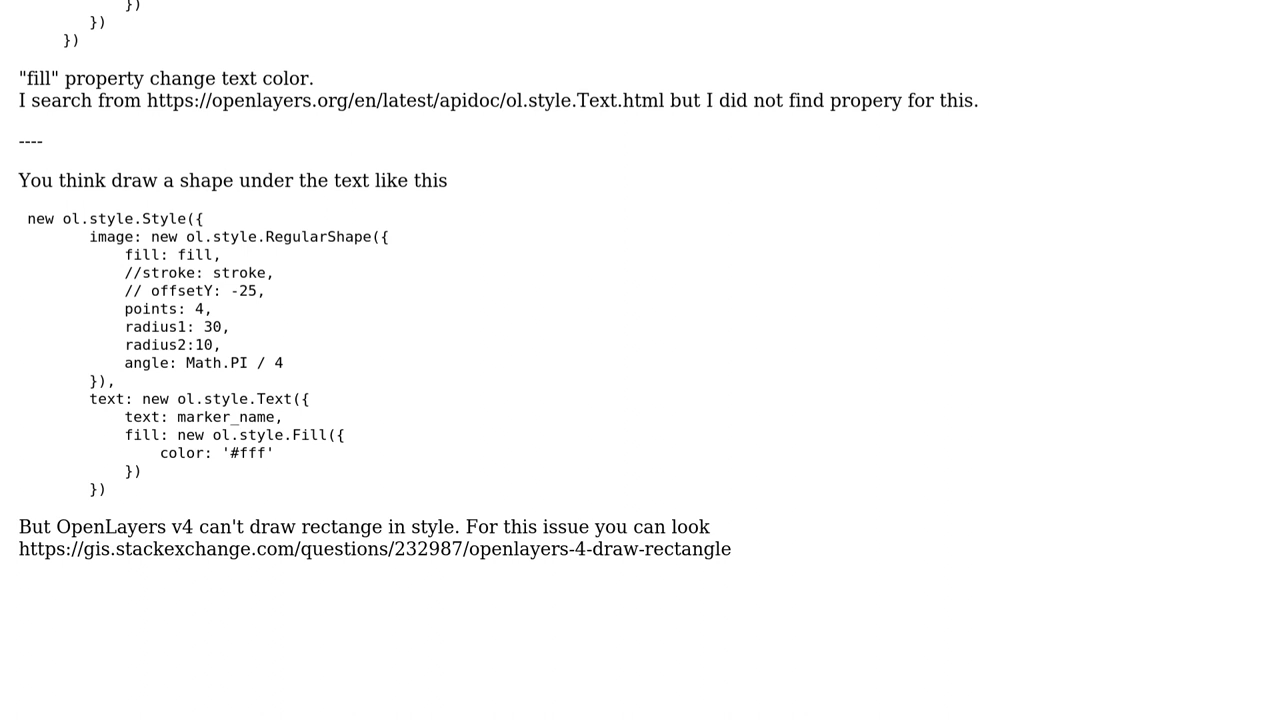 })
})
})
"fill" property change text color.
I search from https://openlayers.org/en/latest/apidoc/ol.style.Text.html but I did not find propery for this.
----
You think draw a shape under the text like this
new ol.style.Style({
image: new ol.style.RegularShape({
fill: fill,
//stroke: stroke,
// offsetY: -25,
points: 4,
radius1: 30,
radius2:10,
angle: Math.PI / 4
}),
text: new ol.style.Text({
text: marker_name,
fill: new ol.style.Fill({
color: '#fff'
})
})
But OpenLayers v4 can't draw rectange in style. For this issue you can look
https://gis.stackexchange.com/questions/232987/openlayers-4-draw-rectangle